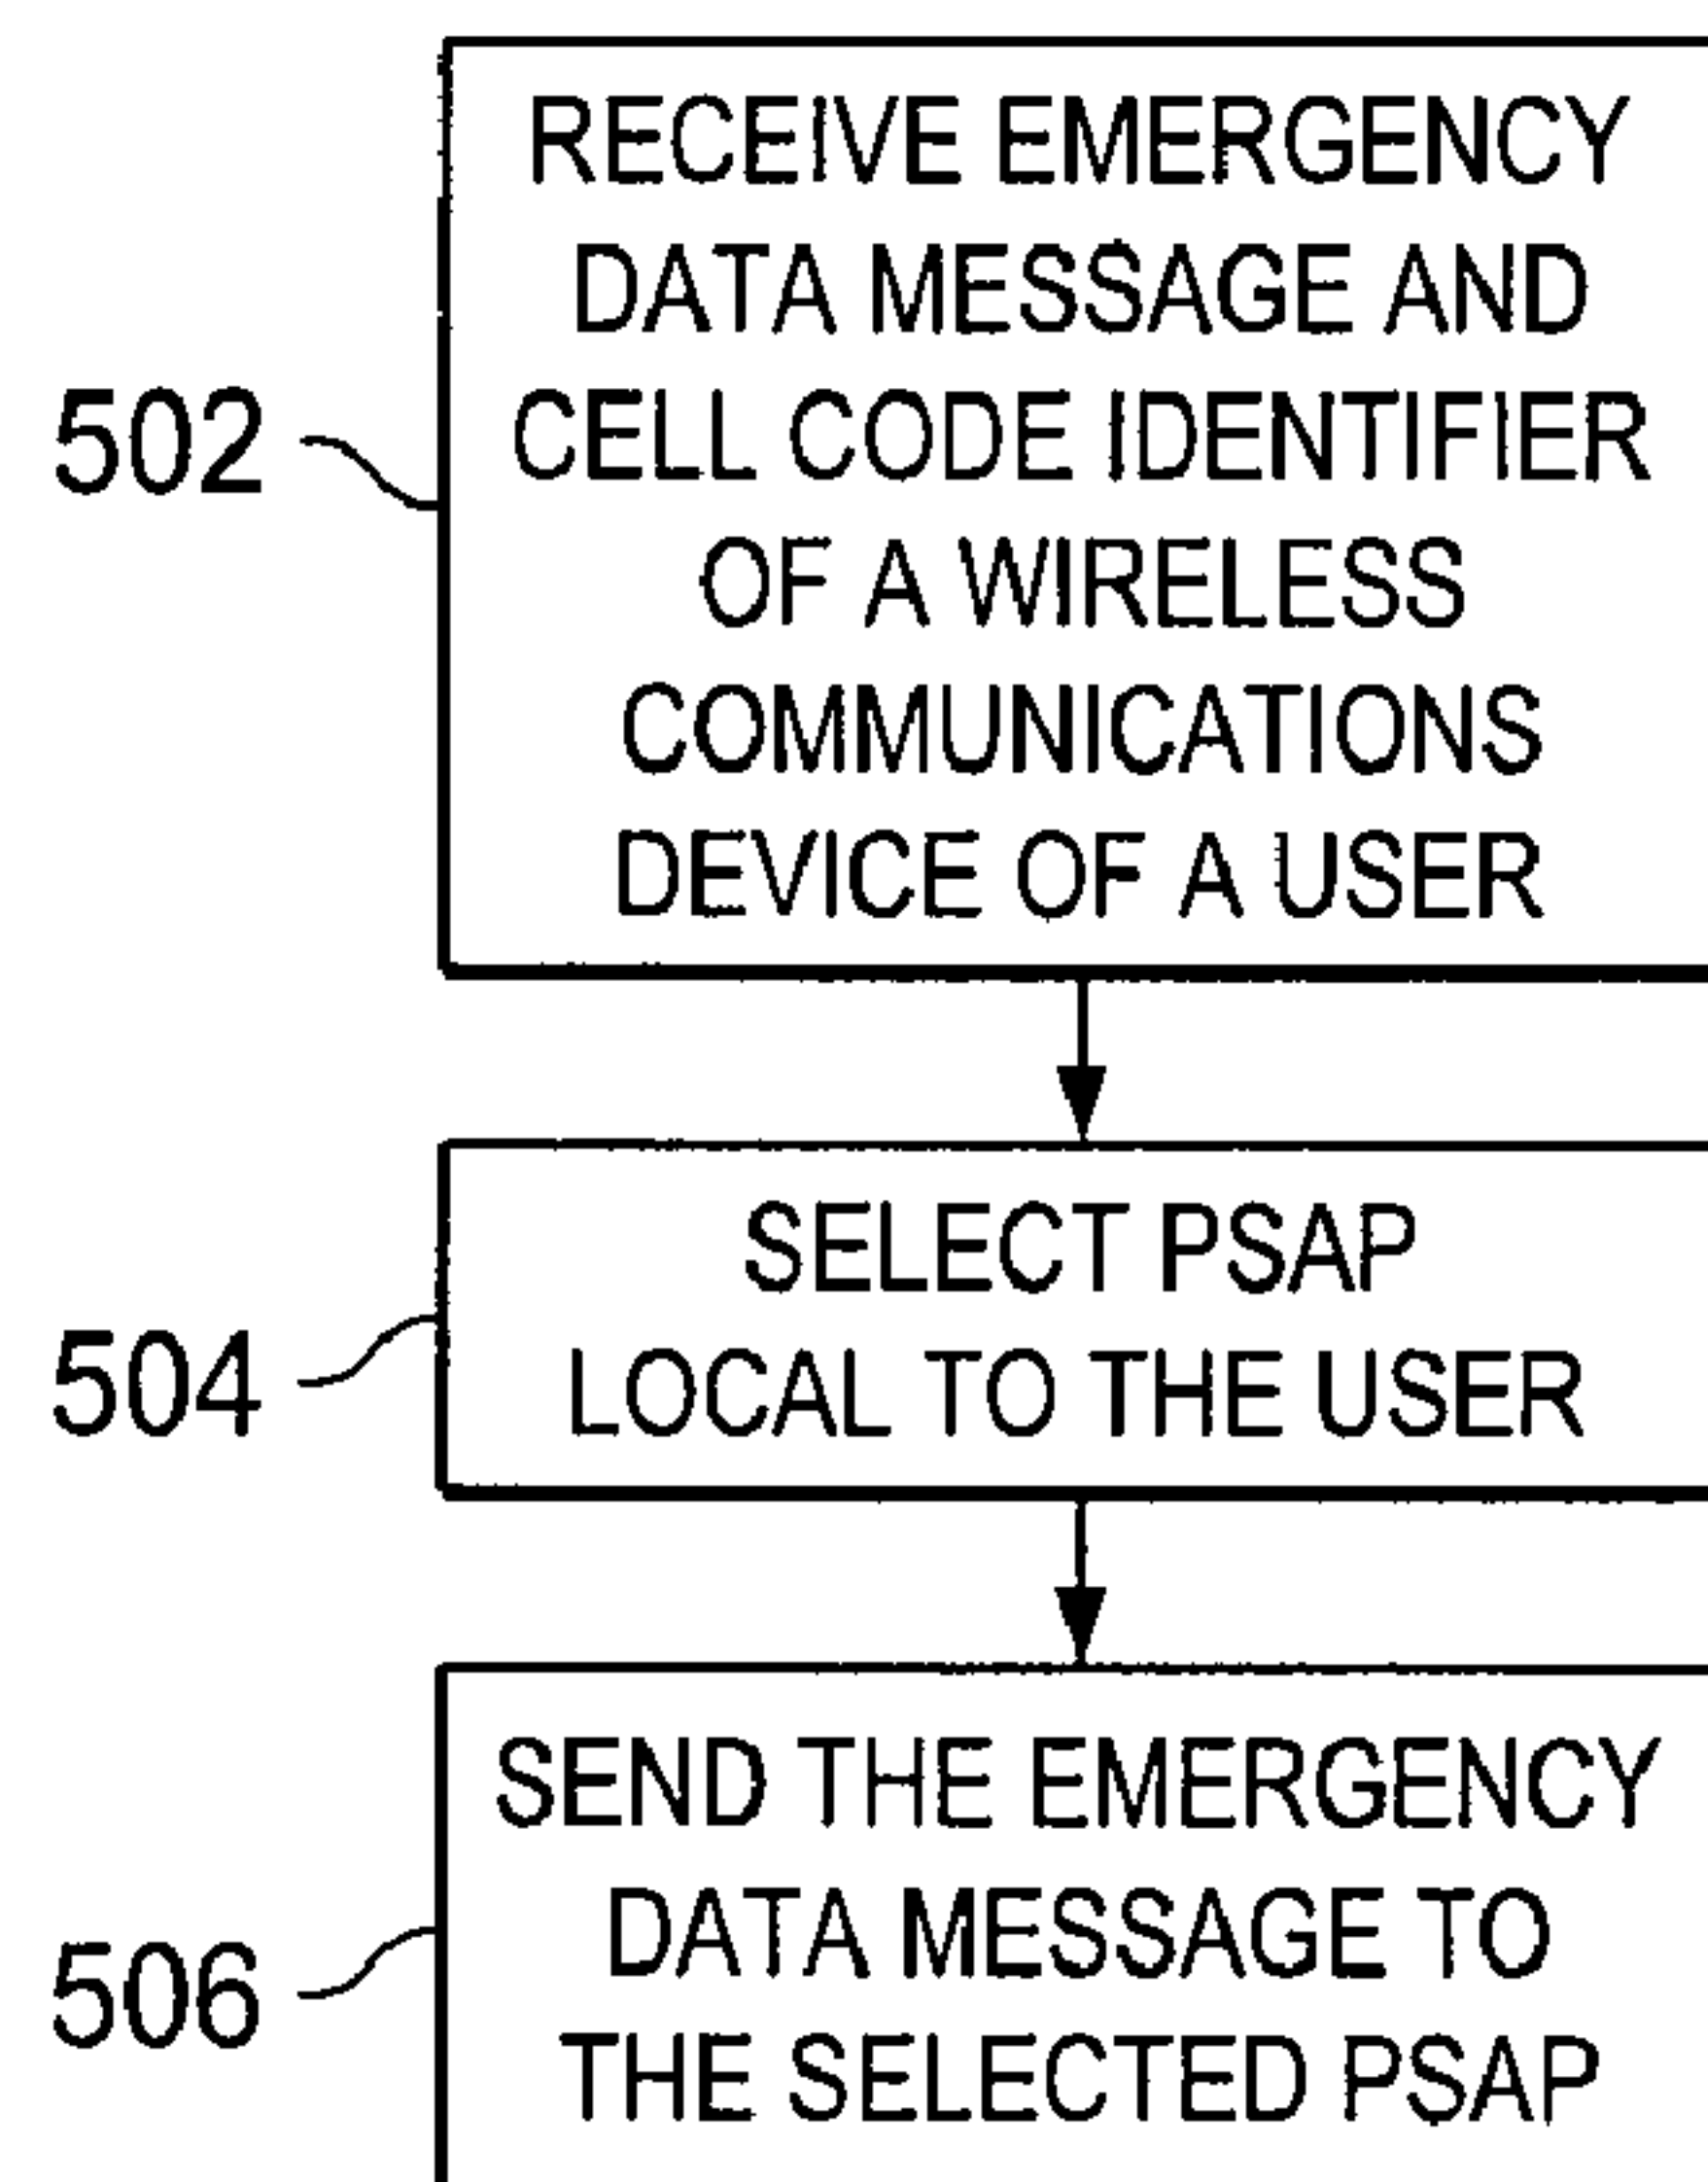 RECEIVE EMERGENCY
DATA MESSAGE AND
CELL CODE IDENTIFIER
OF A WIRELESS
COMMUNICATIONS
DEVICE OF A USER
502
SELECT PSAP
LOCAL TO THE USER
504
SEND THE EMERGENCY
DATA MESSAGE TO
THE SELECTED PSAP
506